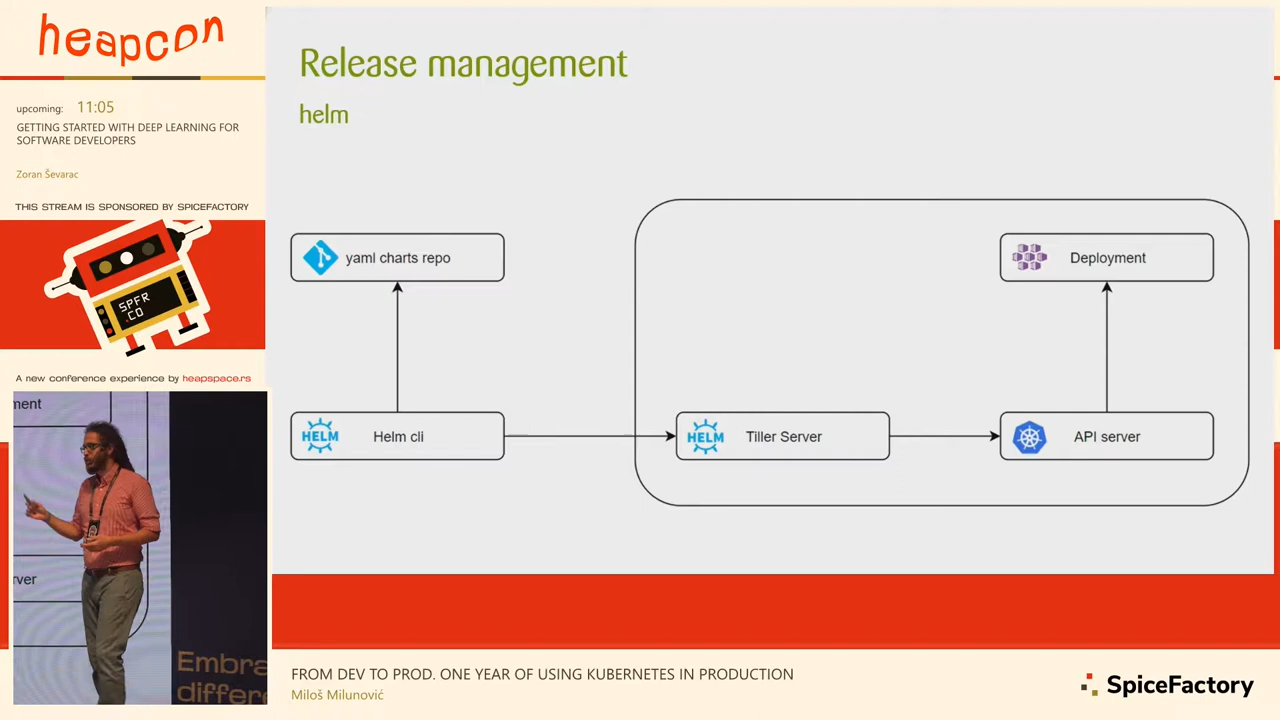 heapcon
upcoming: 11:05
GETTING STARTED WITH DEEP LEARNING FOR
SOFTWARE DEVELOPERS
Zoran Ševarac
THIS STREAM IS SPONSORED BY SPICEFACTORY
SPFR
.CO
A new conference experience by heapspace.rs
ment
rver
Embra
differe
Release management
helm
yaml charts repo
Deployment
HELM
Helm cli
HELM
Tiller Server
API server
FROM DEV TO PROD. ONE YEAR OF USING KUBERNETES IN PRODUCTION
Miloš Milunović
SpiceFactory